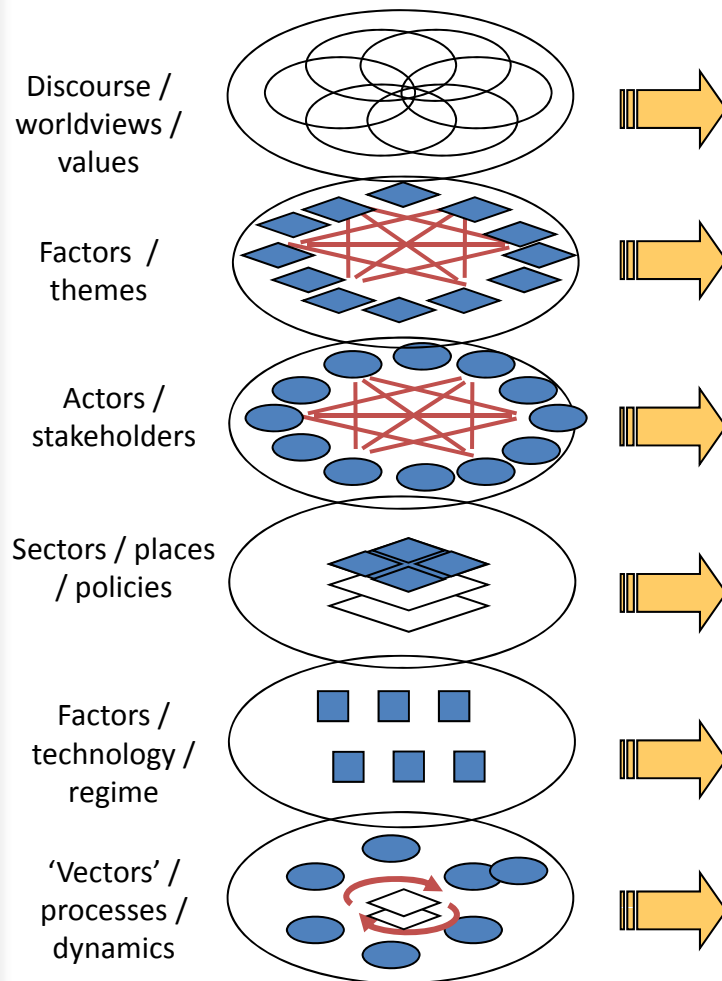 Discourse /
worldviews /
values
Factors /
themes
Actors /
stakeholders
Sectors / places
/ policies
Factors /
technology /
regime
‘Vectors’ /
processes /
dynamics